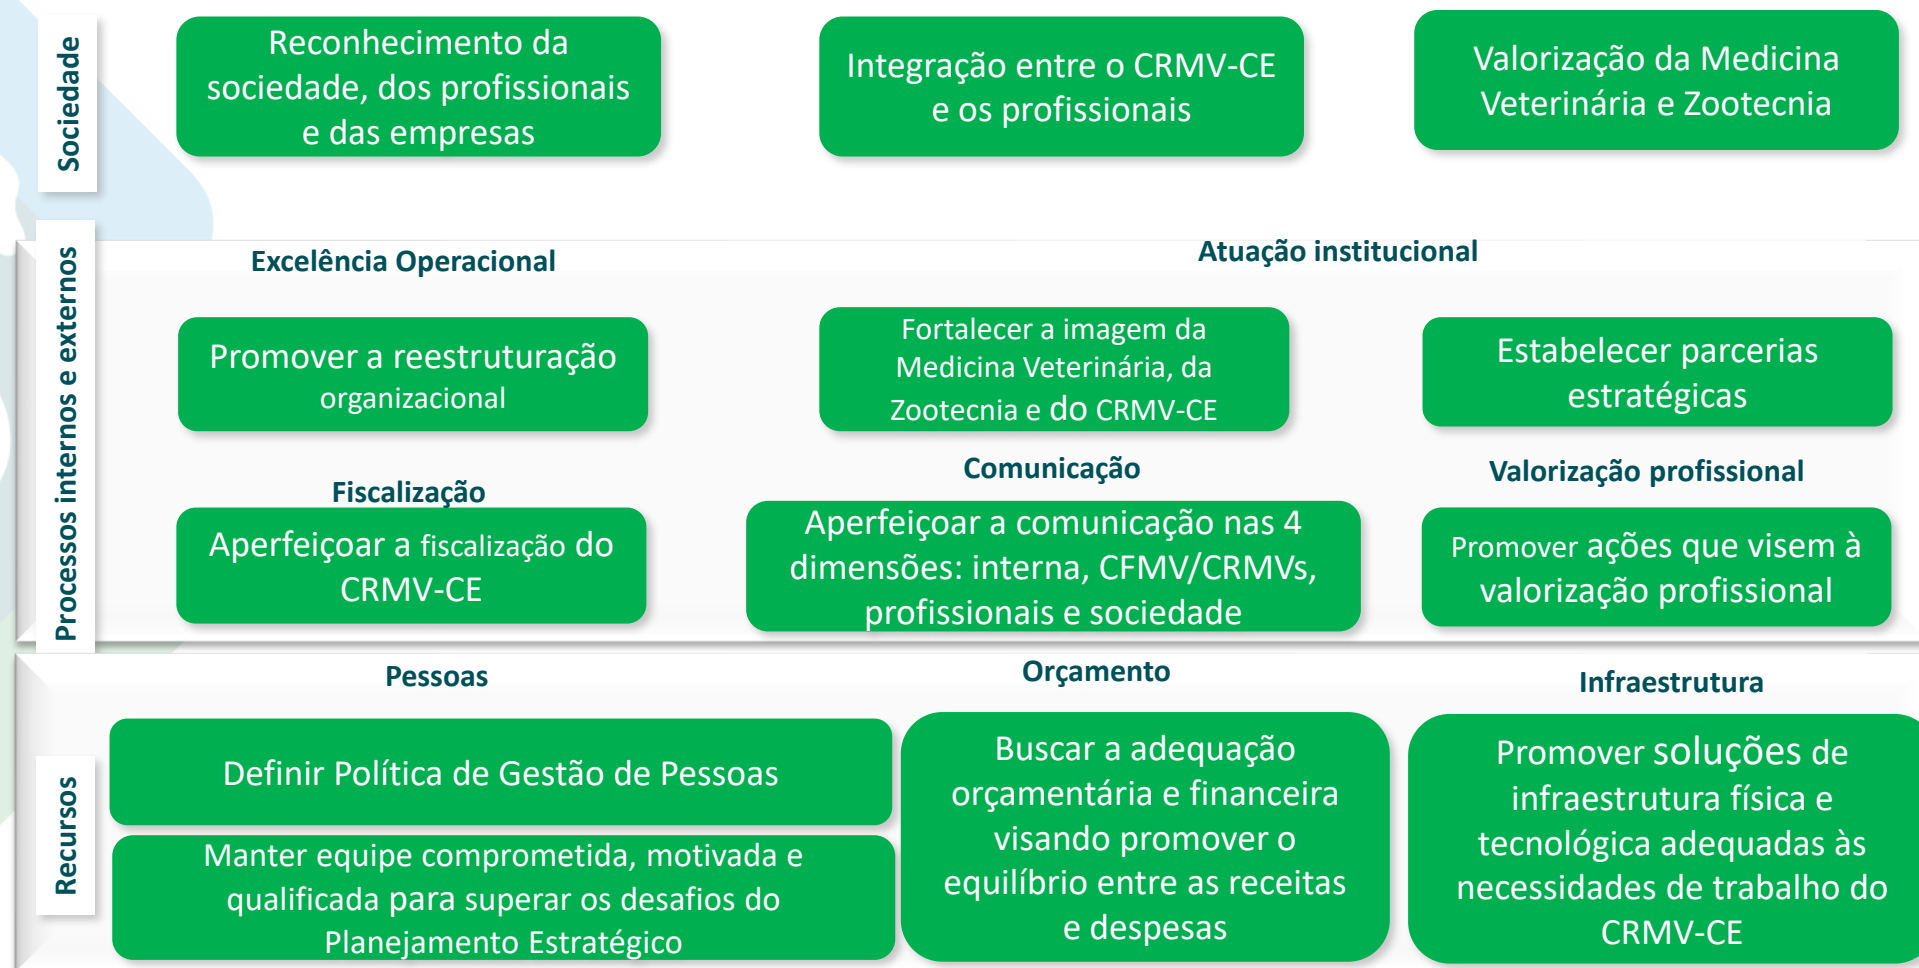 Sociedade
Reconhecimento da
sociedade, dos profissionais
e das empresas
Integração entre o CRMV-CE
e os profissionais
Valorização da Medicina
Veterinária e Zootecnia
Processos internos e externos
Excelência Operacional
Atuação institucional
Promover a reestruturação
organizacional
Fortalecer a imagem da
Medicina Veterinária, da
Zootecnia e do CRMV-CE
Estabelecer parcerias
estratégicas
Fiscalização
Comunicação
Valorização profissional
Aperfeiçoar a fiscalização do
CRMV-CE
Aperfeiçoar a comunicação nas 4
dimensões: interna, CFMV/CRMVs,
profissionais e sociedade
Promover ações que visem à
valorização profissional
Recursos
Pessoas
Orçamento
Infraestrutura
Definir Política de Gestão de Pessoas
Manter equipe comprometida, motivada e
qualificada para superar os desafios do
Planejamento Estratégico
Buscar a adequação
orçamentária e financeira
visando promover o
equilíbrio entre as receitas
e despesas
Promover soluções de
infraestrutura física e
tecnológica adequadas às
necessidades de trabalho do
CRMV-CE